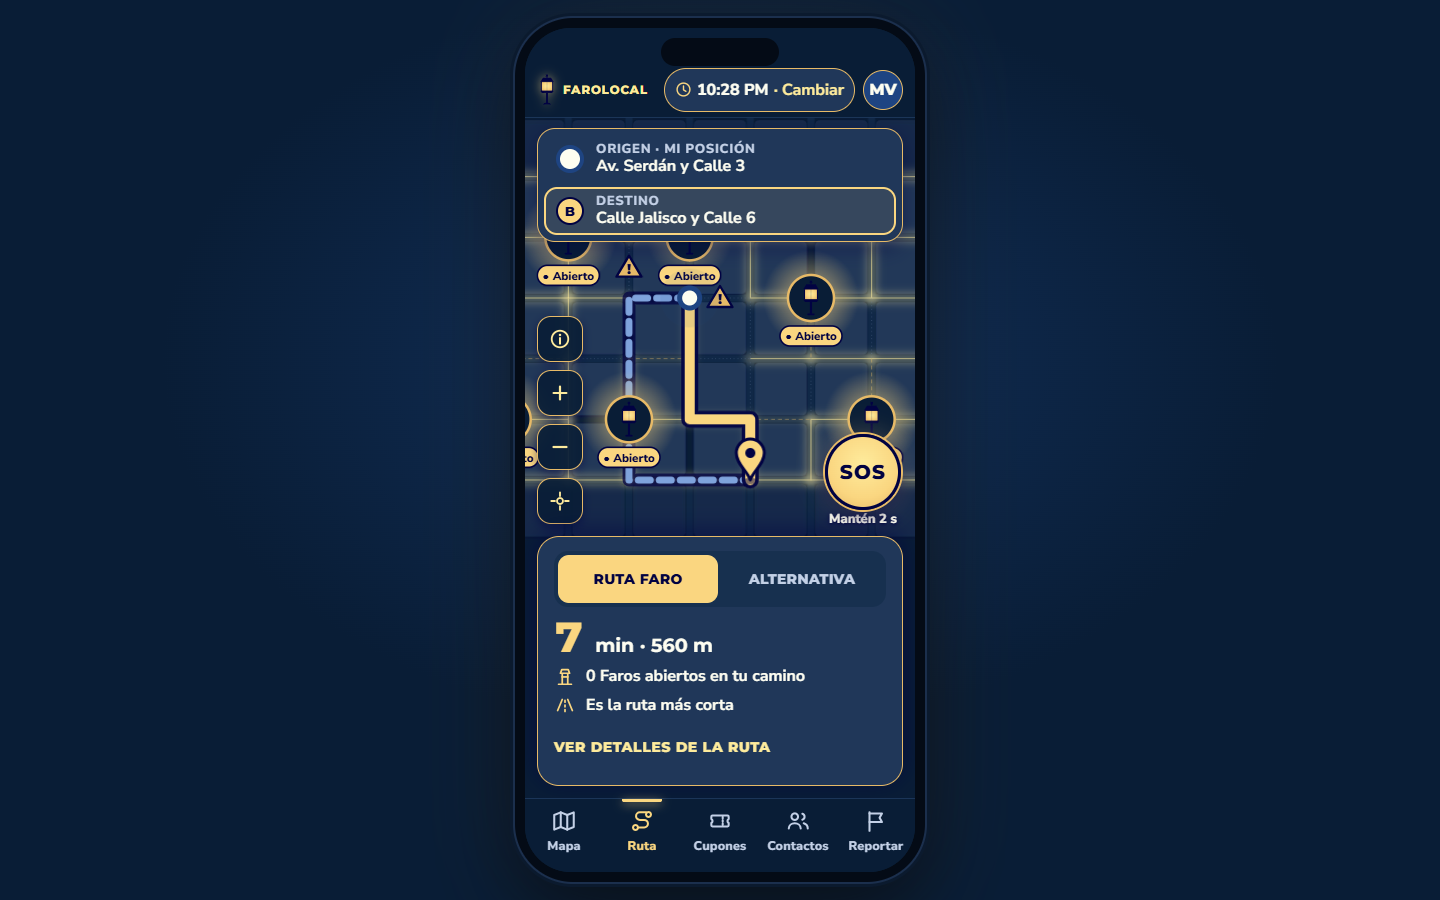 FAROLOCAL
10:28 PM · Cambiar
MV
ORIGEN · MI POSICIÓN
Av. Serdán y Calle 3
B
DESTINO
Calle Jalisco y Calle 6
• Abierto
• Abierto
• Abierto
• Abierto
to
SOS
Mantén 2 s
RUTA FARO
ALTERNATIVA
7 min · 560 m
0 Faros abiertos en tu camino
Es la ruta más corta
VER DETALLES DE LA RUTA
Mapa
Ruta
Cupones
Contactos
Reportar